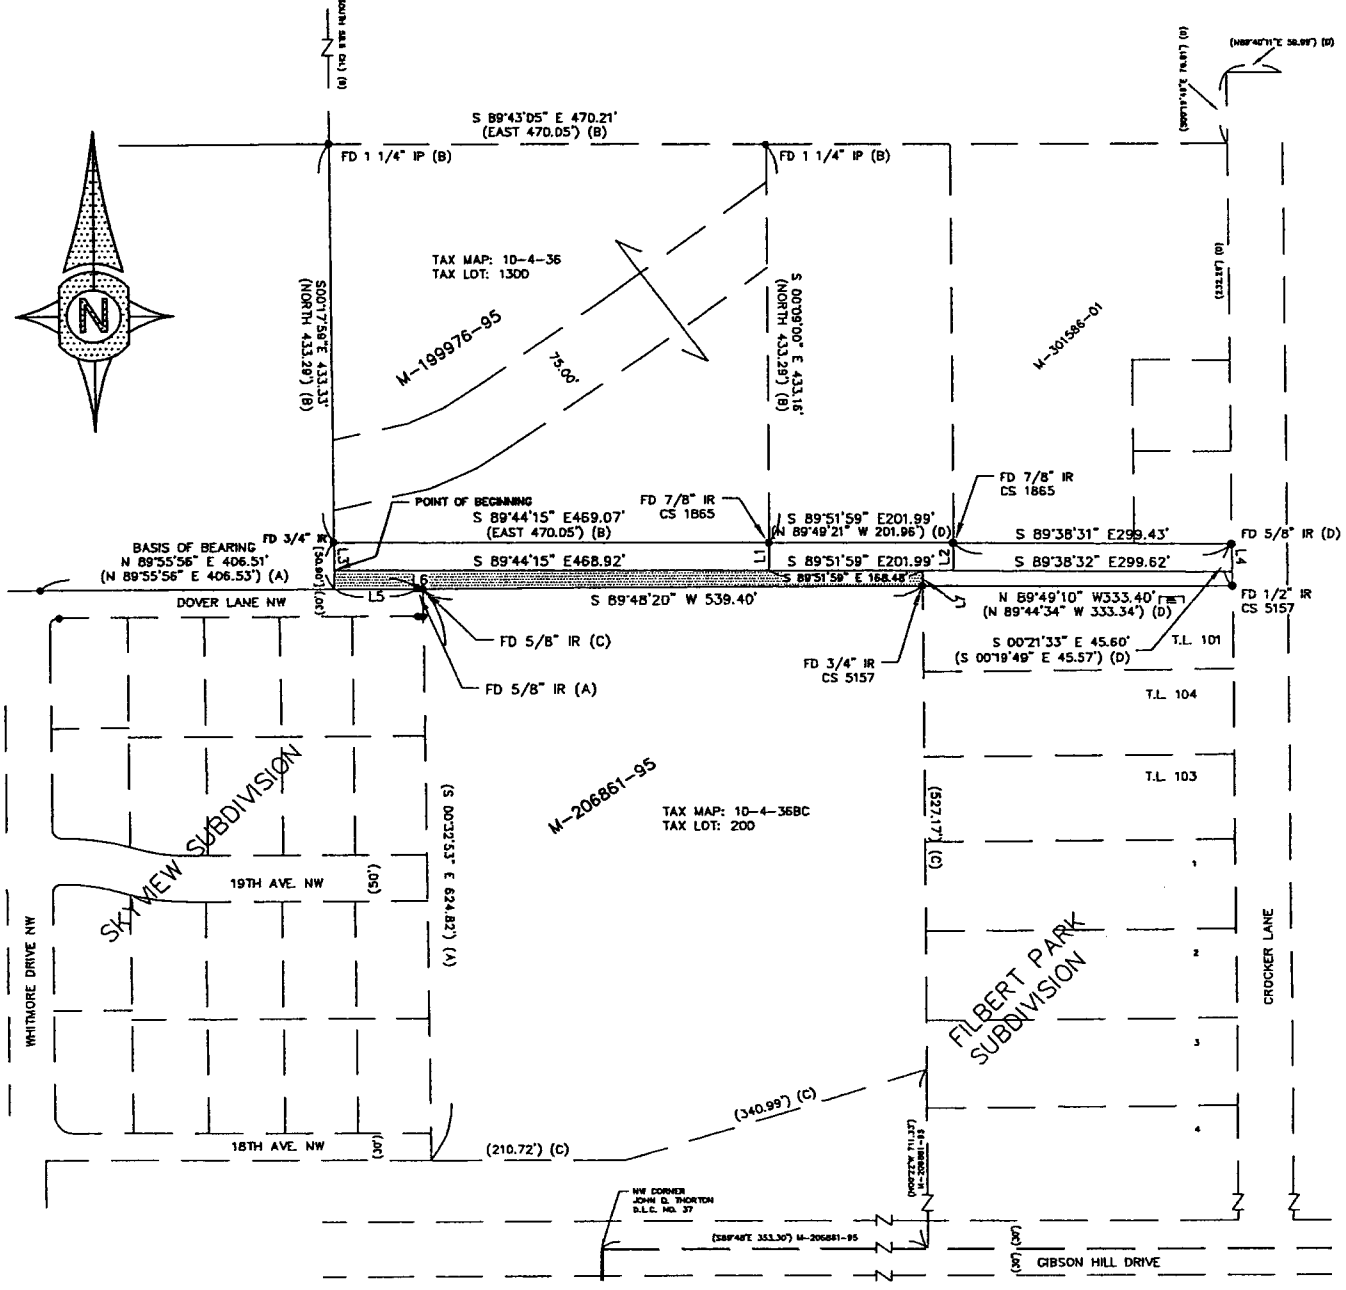 (N89°40'11"E 58.99') (D)
S 89°43'05" E 470.21'
(EAST 470.05') (B)
FD 1 1/4" IP (B)
FD 1 1/4" IP (B)
N
TAX MAP: 10-4-36
TAX LOT: 1300
M-199976-95
75.00'
S00°17'59"E 433.33'
(NORTH 433.29') (B)
S 00°09'00" E 433.16'
(NORTH 433.29') (B)
M-301586-01
(232.287') (D)
POINT OF BEGINNING
FD 7/8" IR
CS 1865
FD 7/8" IR
CS 1865
S 89°44'15" E469.07'
(EAST 470.05') (B)
S 89°51'59" E201.99'
(N 89°49'21" W 201.96') (D)
S 89°38'31" E299.43'
FD 5/8" IR (D)
FD 3/4" IR
BASIS OF BEARING
N 89°55'56" E 406.51'
(N 89°55'56" E 406.53') (A)
L3
S 89°44'15" E468.92'
L1
S 89°51'59" E201.99'
L2
S 89°38'32" E299.62'
L4
S 89°51'59" E 168.48'
L5
L6
S 89°48'20" W 539.40'
DOVER LANE NW
N 89°49'10" W333.40'
(N 89°44'34" W 333.34') (D)
FD 1/2" IR
CS 5157
FD 5/8" IR (C)
FD 5/8" IR (A)
FD 3/4" IR
CS 5157
S 00°21'33" E 45.60'
(S 00°19'49" E 45.57') (D)
T.L. 101
T.L. 104
T.L. 103
SKYVIEW SUBDIVISION
M-206861-95
TAX MAP: 10-4-36BC
TAX LOT: 200
(S 00°32'53" E 624.82') (A)
(527.17') (C)
19TH AVE. NW
(50')
1
2
3
4
WHITMORE DRIVE NW
FILBERT PARK
SUBDIVISION
CROCKER LANE
18TH AVE. NW
(30')
(210.72') (C)
(340.99') (C)
NW CORNER
JOHN Q. THORTON
D.L.C. NO. 37
(S89°48'E 353.30') M-206861-95
(30') (30')
GIBSON HILL DRIVE